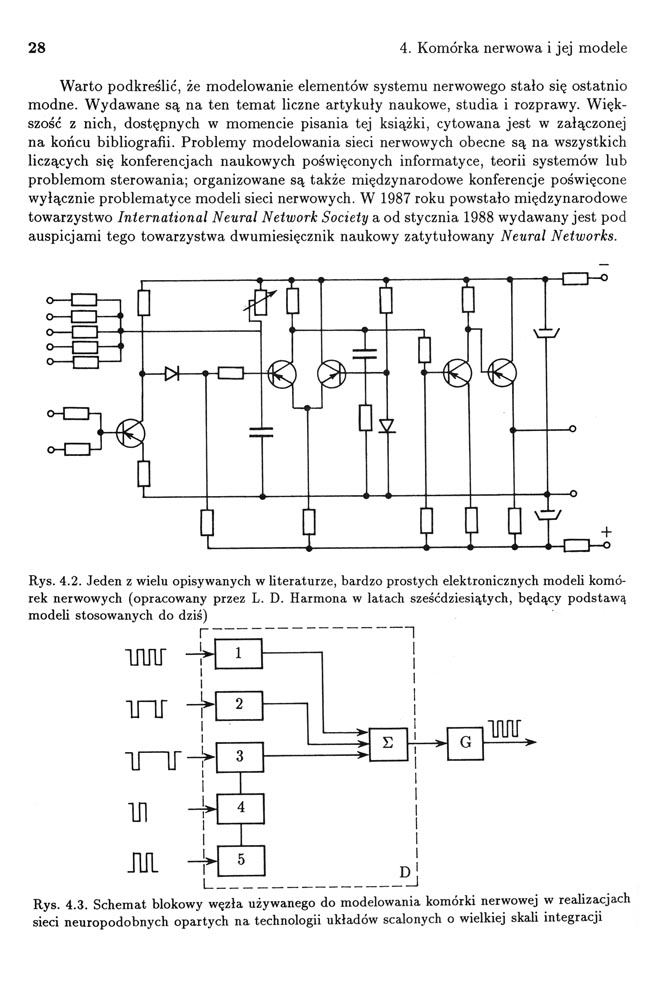 28 4. Komórka nerwowa i jej modele
Warto podkreślić, że modelowanie elementów systemu nerwowego stało się ostatnio
modne. Wydawane są na ten temat liczne artykuły naukowe, studia i rozprawy. Więk-
szość z nich, dostępnych w momencie pisania tej książki, cytowana jest w załączonej
na końcu bibliografii. Problemy modelowania sieci nerwowych obecne są na wszystkich
liczących się konferencjach naukowych poświęconych informatyce, teorii systemów lub
problemom sterowania; organizowane są także międzynarodowe konferencje poświęcone
wyłącznie problematyce modeli sieci nerwowych. W 1987 roku powstało międzynarodowe
towarzystwo International Neural Network Society a od stycznia 1988 wydawany jest pod
auspicjami tego towarzystwa dwumiesięcznik naukowy zatytułowany Neural Networks.
−
+
Rys. 4.2. Jeden z wielu opisywanych w literaturze, bardzo prostych elektronicznych modeli komó-
rek nerwowych (opracowany przez L. D. Harmona w latach sześćdziesiątych, będący podstawą
modeli stosowanych do dziś)
1
2
3
Σ
G
4
5
D
Rys. 4.3. Schemat blokowy węzła używanego do modelowania komórki nerwowej w realizacjach
sieci neuropodobnych opartych na technologii układów scalonych o wielkiej skali integracji